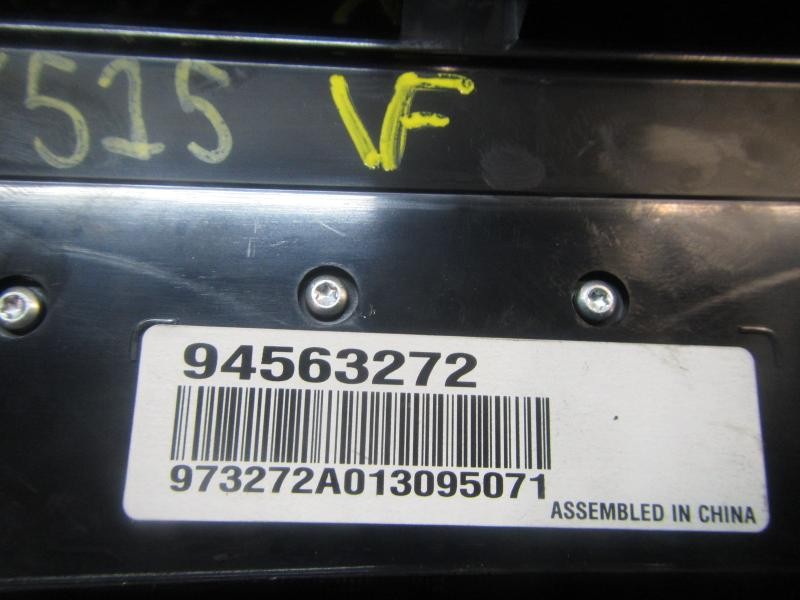 515 VF
94563272
973272A013095071
ASSEMBLED IN CHINA